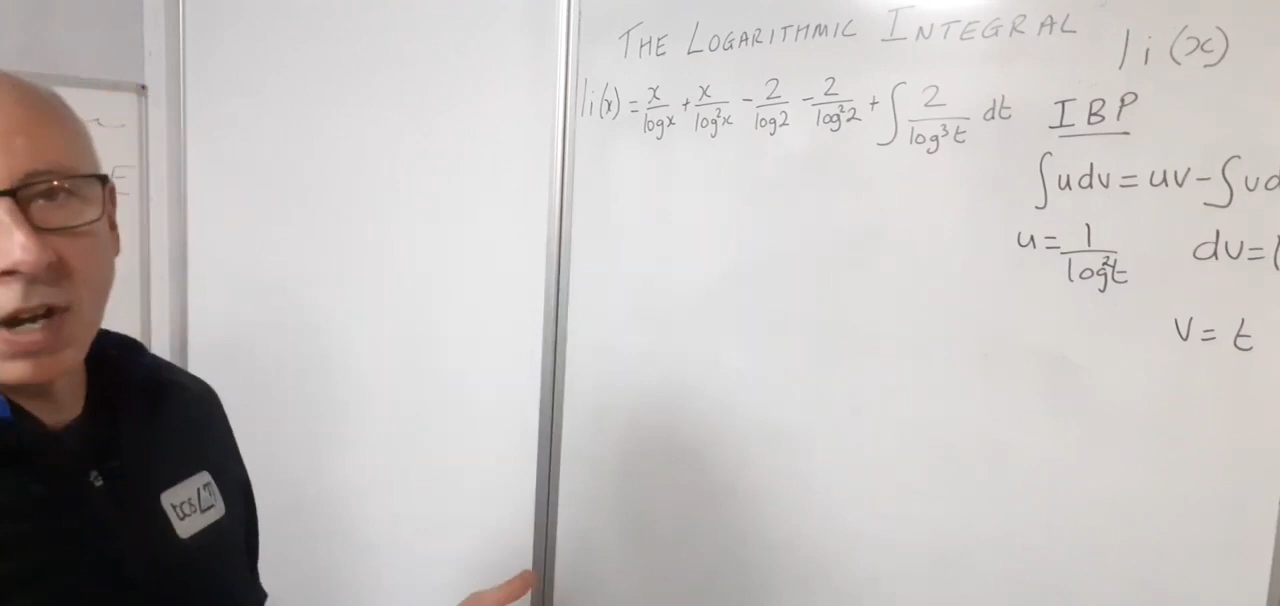 THE LOGARITHMIC INTEGRAL li(x)
li(x) = x/log x + x/log²x - 2/log2 - 2/log²2 + ∫ 2/log³t dt
IBP
∫udv = uv - ∫vd
u = 1/log²t dv = (
v = t